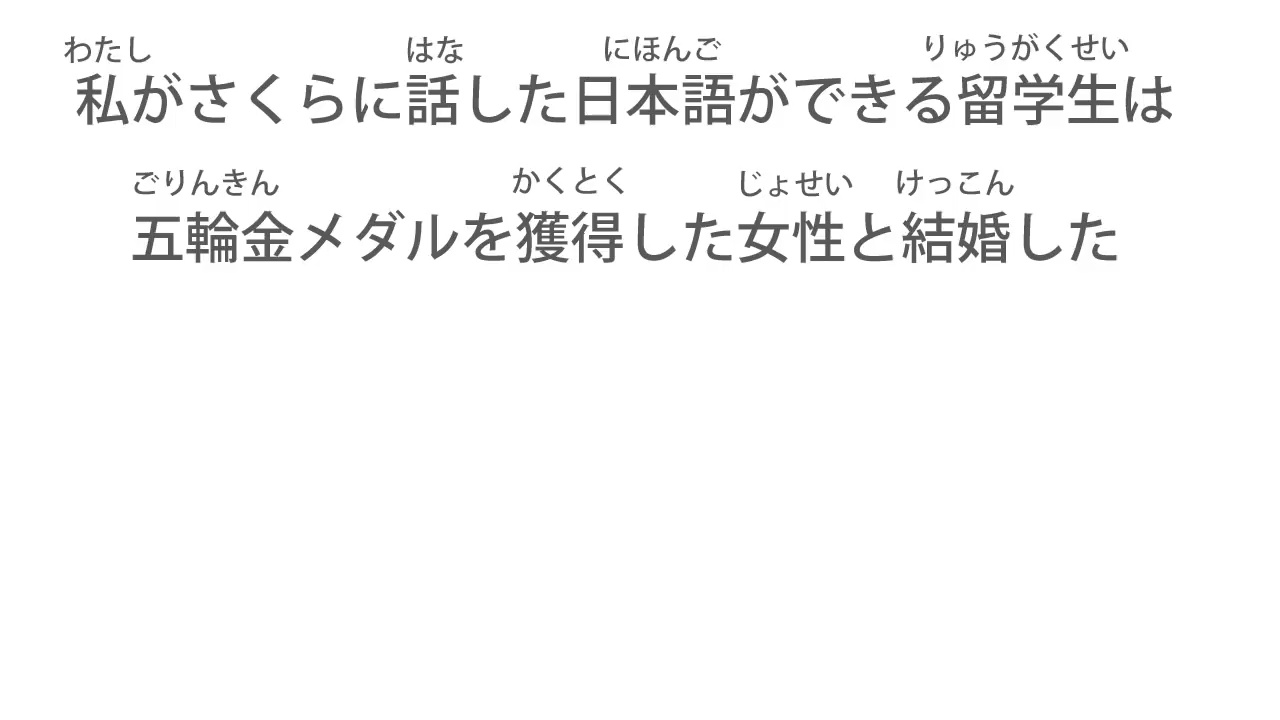 わたし はな にほんご りゅうがくせい
私がさくらに話した日本語ができる留学生は
ごりんきん かくとく じょせい けっこん
五輪金メダルを獲得した女性と結婚した